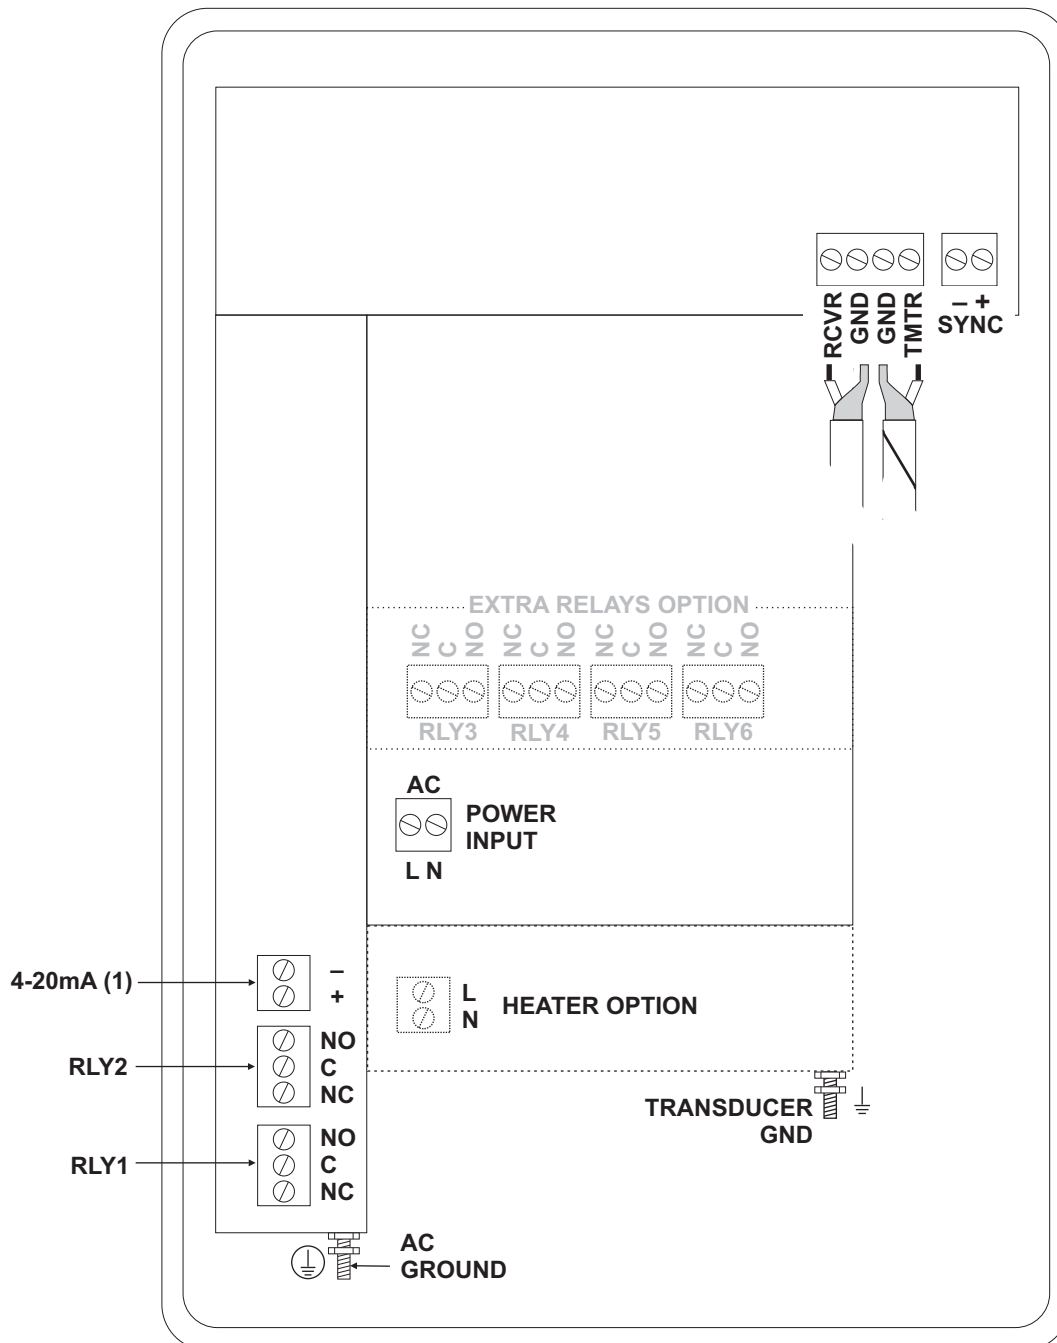 RCVR
GND
GND
TMTR
– +
SYNC
EXTRA RELAYS OPTION
NC C NO NC C NO NC C NO NC C NO
RLY3 RLY4 RLY5 RLY6
AC
POWER
INPUT
L N
4-20mA (1)
–
+
L
N
HEATER OPTION
RLY2
NO
C
NC
TRANSDUCER
GND
RLY1
NO
C
NC
AC
GROUND